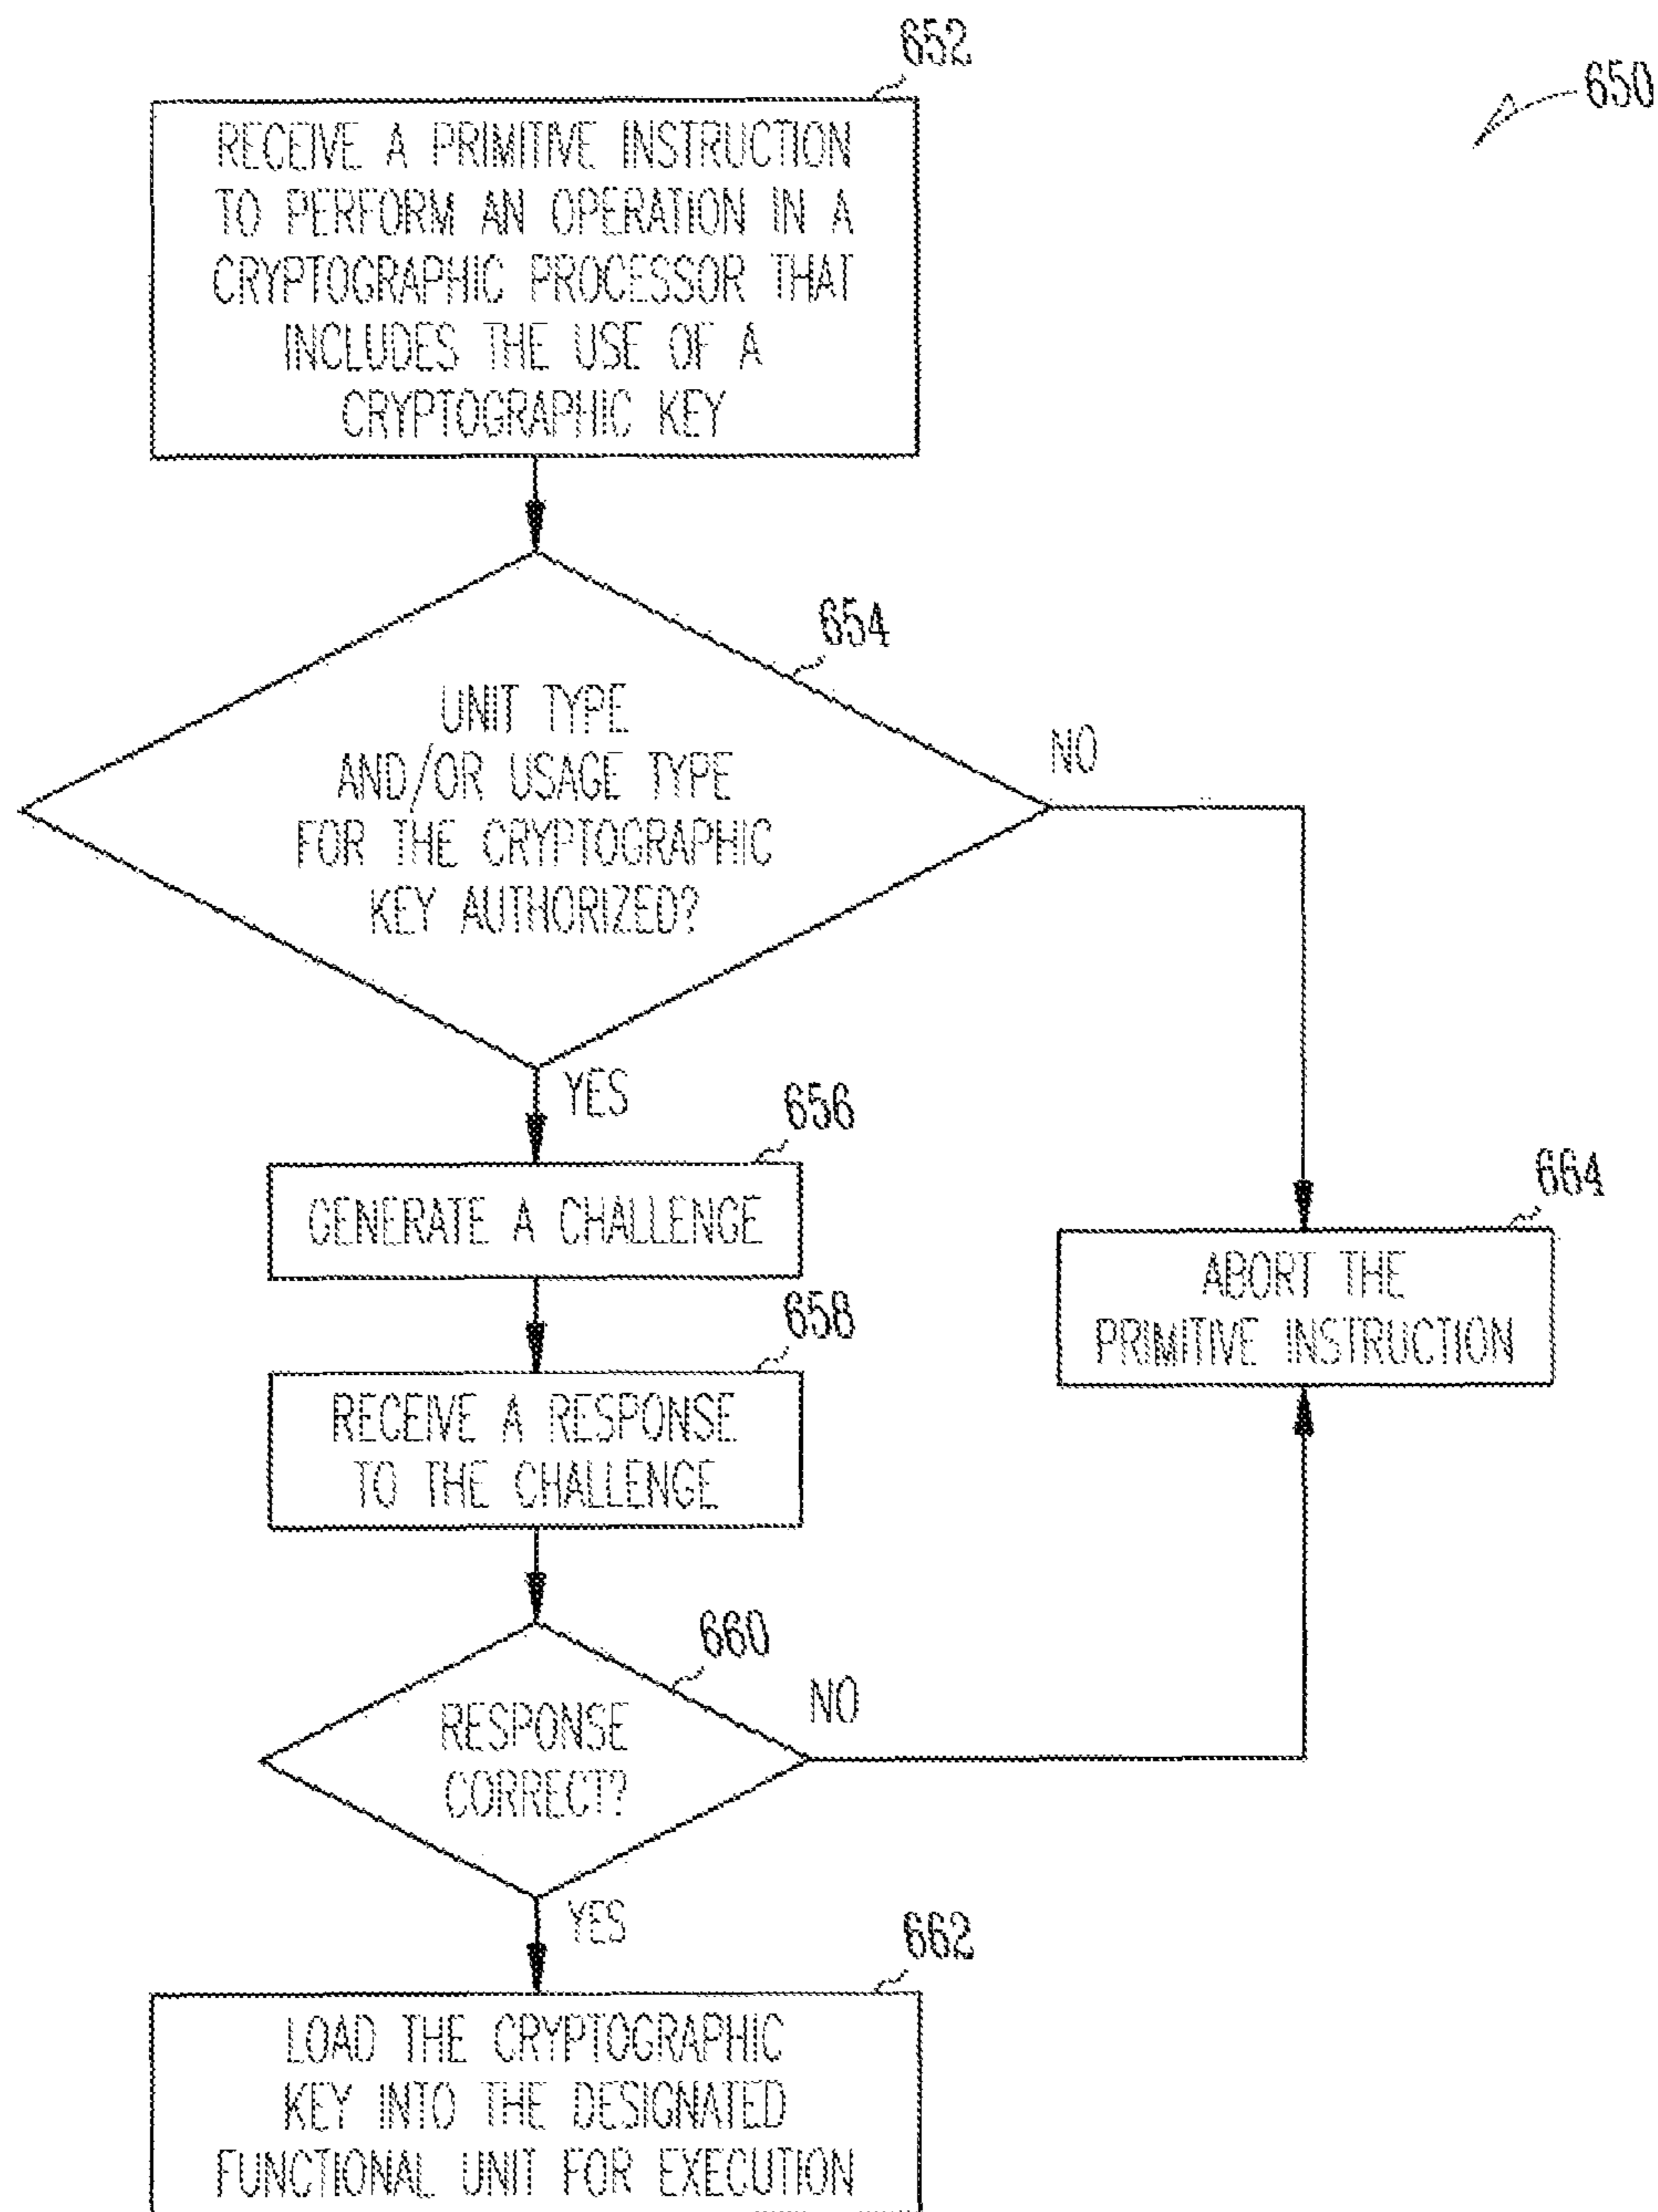 652
650
RECEIVE A PRIMITIVE INSTRUCTION
TO PERFORM AN OPERATION IN A
CRYPTOGRAPHIC PROCESSOR THAT
INCLUDES THE USE OF A
CRYPTOGRAPHIC KEY
654
UNIT TYPE
AND/OR USAGE TYPE
FOR THE CRYPTOGRAPHIC
KEY AUTHORIZED?
NO
YES
656
GENERATE A CHALLENGE
664
ABORT THE
PRIMITIVE INSTRUCTION
658
RECEIVE A RESPONSE
TO THE CHALLENGE
660
RESPONSE
CORRECT?
NO
YES
662
LOAD THE CRYPTOGRAPHIC
KEY INTO THE DESIGNATED
FUNCTIONAL UNIT FOR EXECUTION